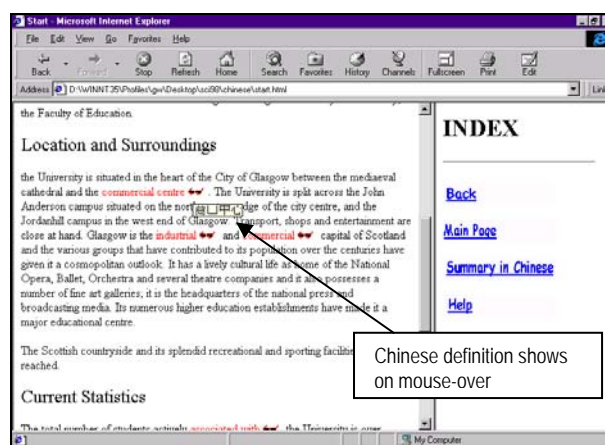 Start - Microsoft Internet Explorer
File Edit View Go Favorites Help
Back Forward Stop Refresh Home Search Favorites History Channels Fullscreen Print Edit
Address D:\WINNT35\Profiles\gw\Desktop\sci98\chinese\start.html Link
the Faculty of Education.
Location and Surroundings
the University is situated in the heart of the City of Glasgow between the mediaeval
cathedral and the commercial centre . The University is split across the John
Anderson campus situated on the edge of the city centre, and the
Jordanhill campus in the west end of Glasgow. Transport, shops and entertainment are
close at hand. Glasgow is the industrial and commercial capital of Scotland
and the various groups that have contributed to its population over the centuries have
given it a cosmopolitan outlook. It has a lively cultural life as home of the National
Opera, Ballet, Orchestra and several theatre companies and it also possesses a
number of fine art galleries; it is the headquarters of the national press and
broadcasting media. Its numerous higher education establishments have made it a
major educational centre.
The Scottish countryside and its splendid recreational and sporting facilities
reached.
Current Statistics
The total number of students actively associated with the University is over
INDEX
Back
Main Page
Summary in Chinese
Help
Chinese definition shows
on mouse-over
My Computer